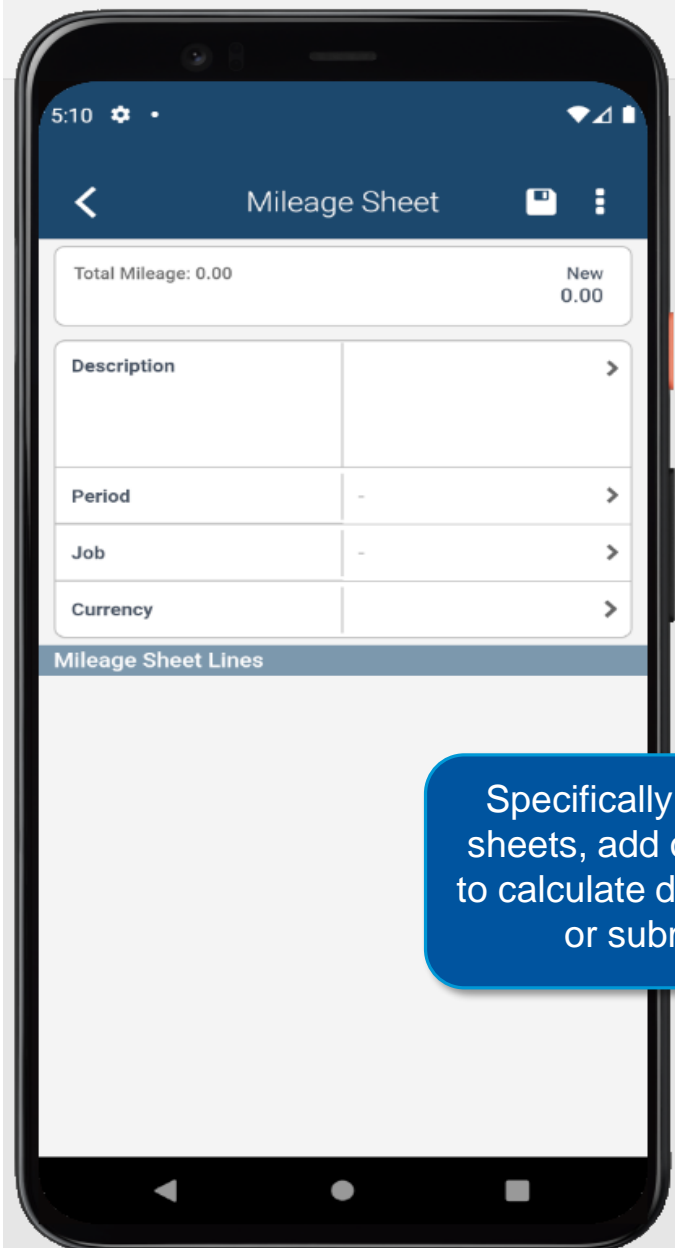 5:10
Mileage Sheet
Total Mileage: 0.00
New
0.00
Description
Period -
Job -
Currency
Mileage Sheet Lines
Specifically
sheets, add
to calculate
or